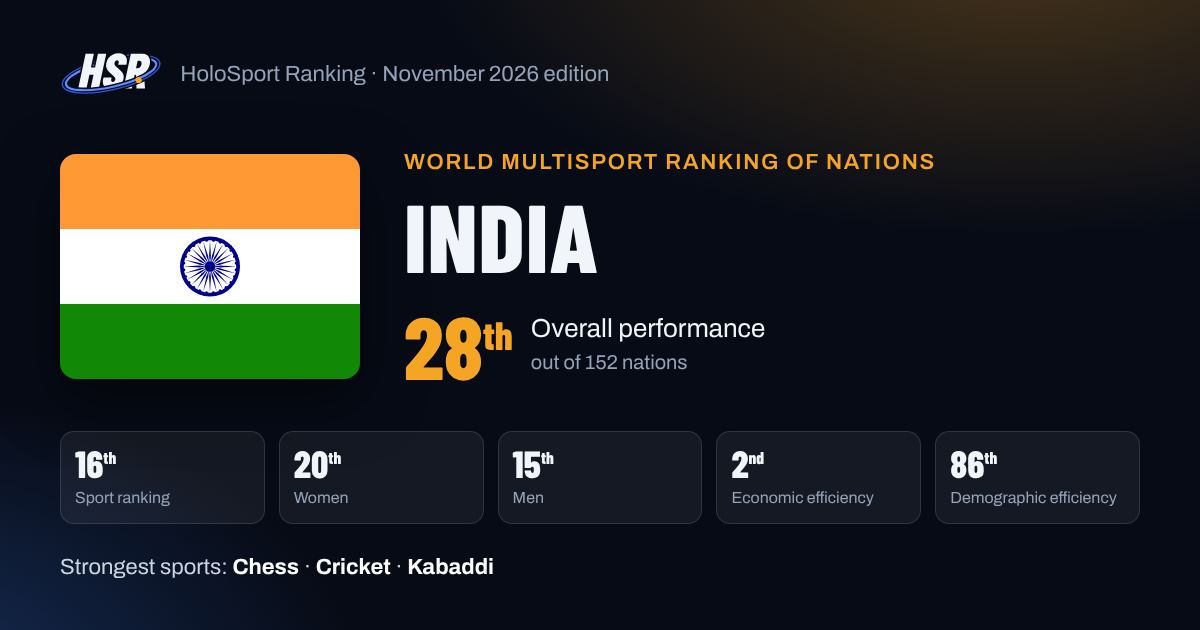 HSR
HoloSport Ranking · November 2026 edition
WORLD MULTISPORT RANKING OF NATIONS
INDIA
28th
Overall performance
out of 152 nations
16th
Sport ranking
20th
Women
15th
Men
2nd
Economic efficiency
86th
Demographic efficiency
Strongest sports: Chess · Cricket · Kabaddi